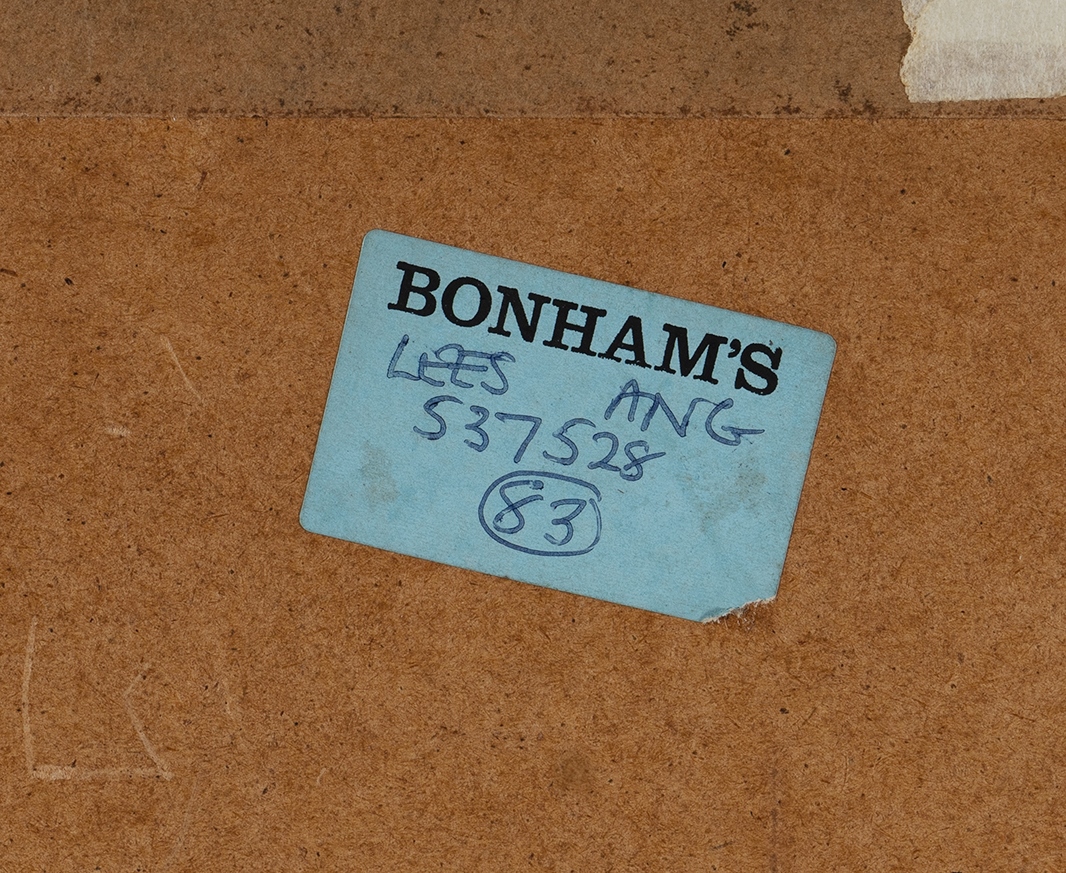 BONHAM'S
LEES ANG
537528
83